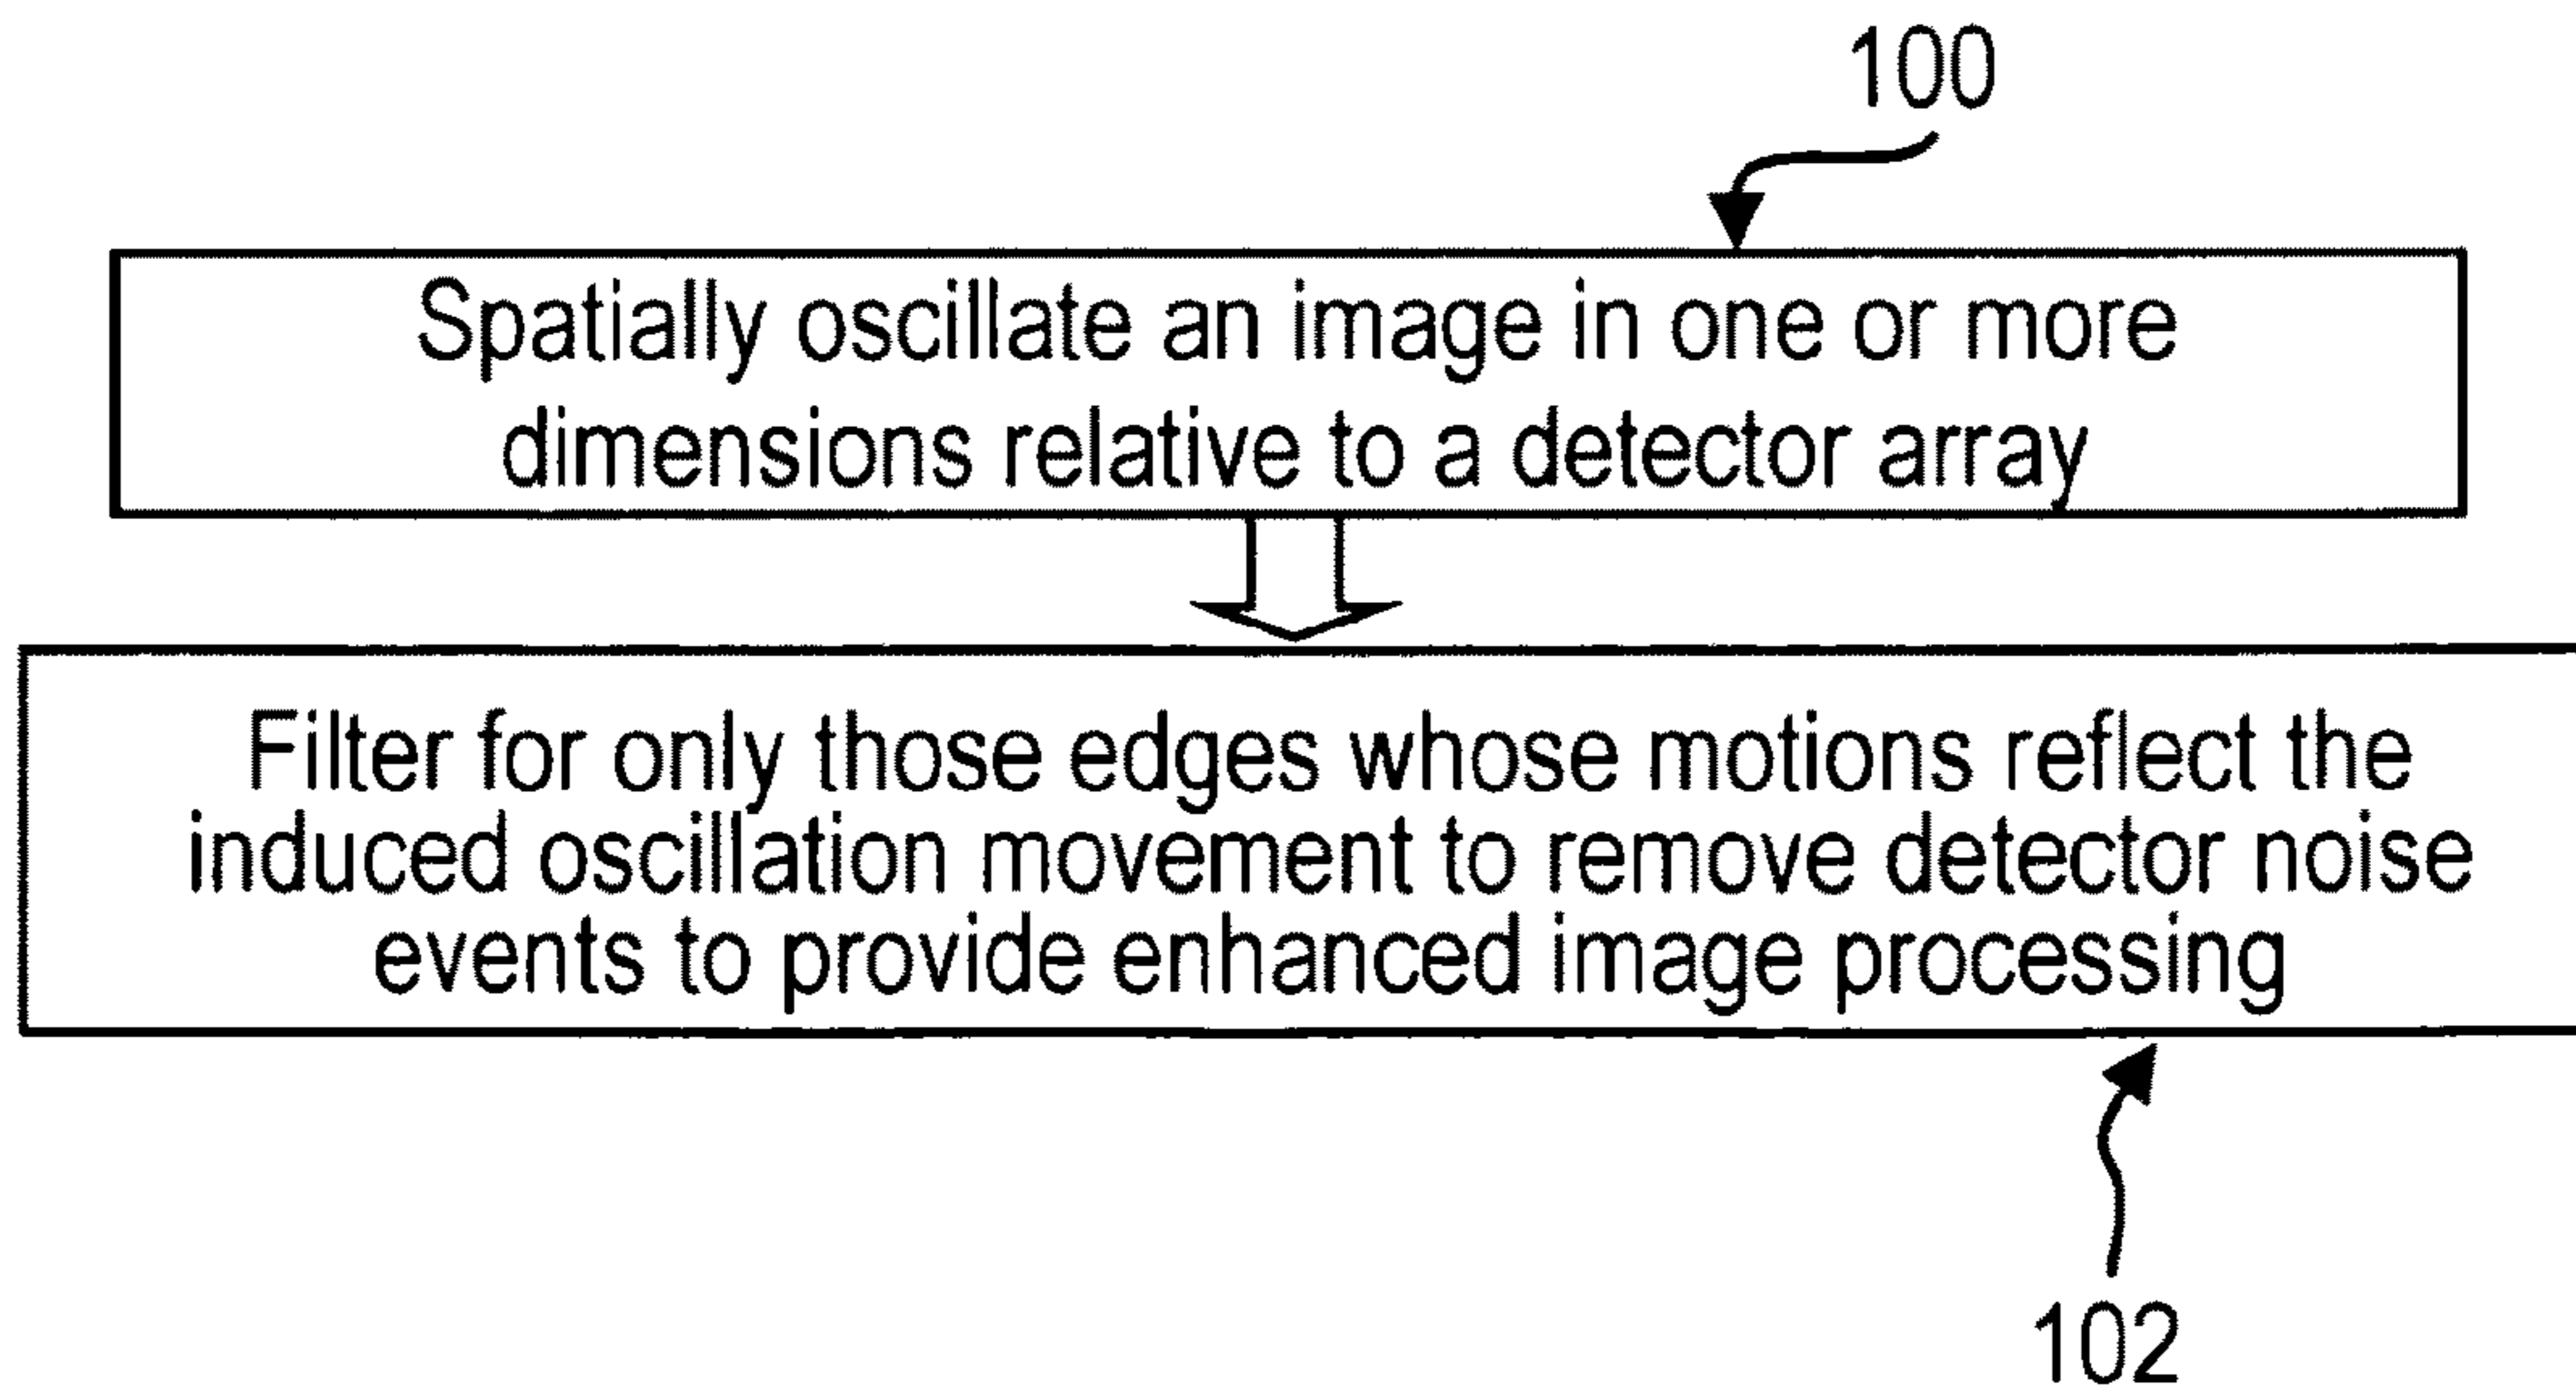 100
Spatially oscillate an image in one or more
dimensions relative to a detector array
Filter for only those edges whose motions reflect the
induced oscillation movement to remove detector noise
events to provide enhanced image processing
102